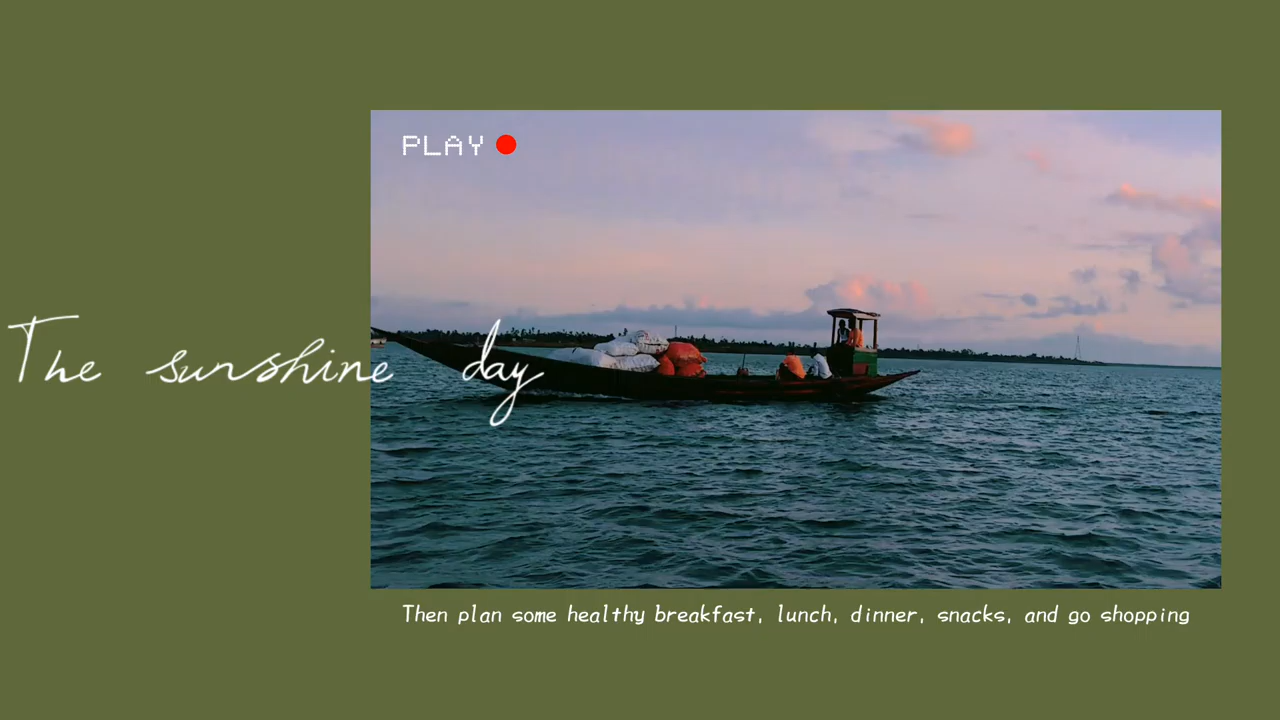 PLAY
The sunshine day
Then plan some healthy breakfast, lunch, dinner, snacks, and go shopping